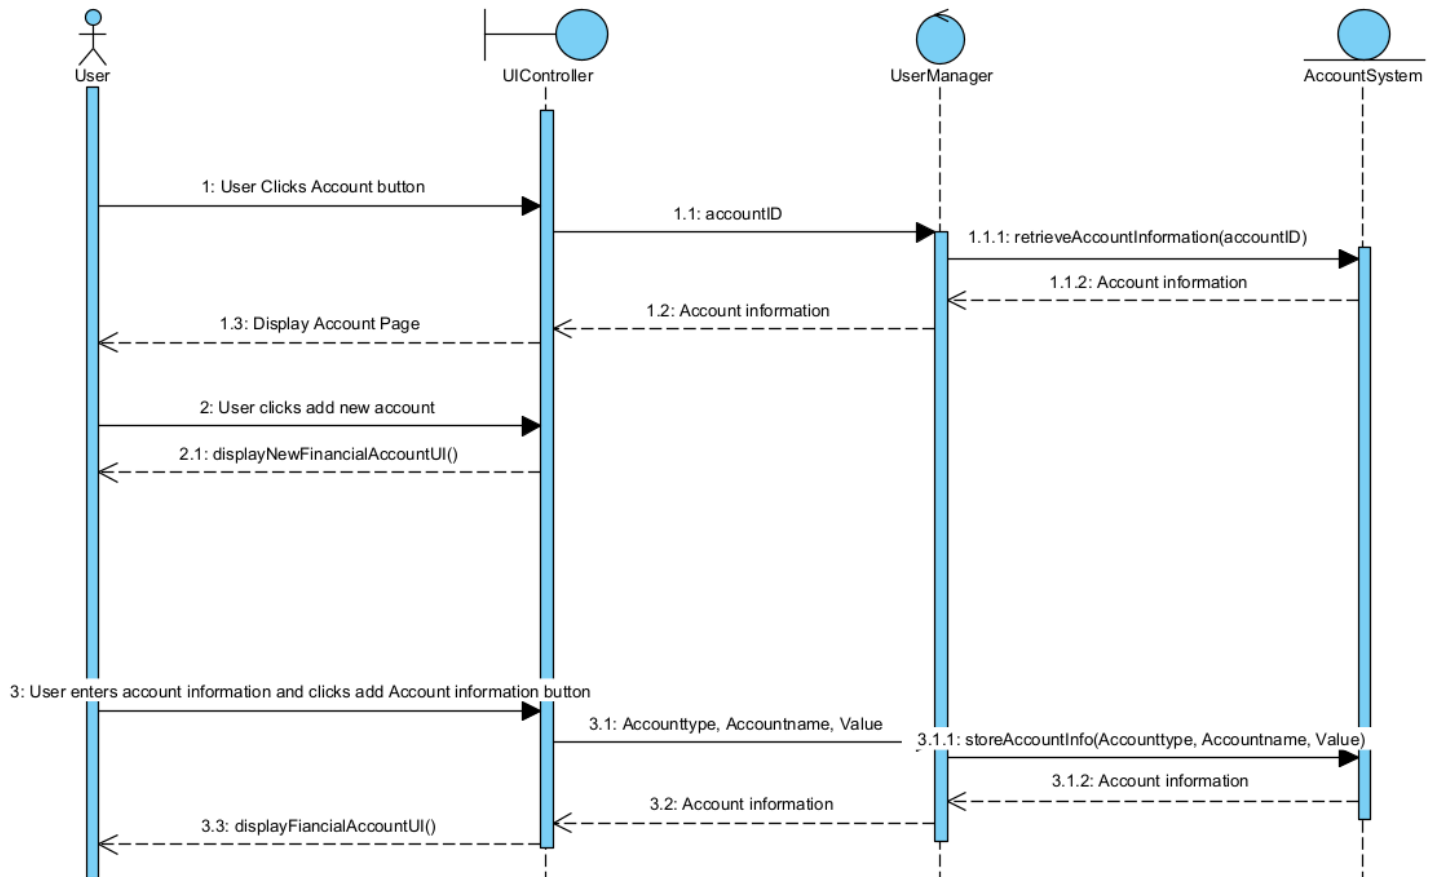 User
UIController
UserManager
AccountSystem
1: User Clicks Account button
1.1: accountID
1.1.1: retrieveAccountInformation(accountID)
1.1.2: Account information
1.2: Account information
1.3: Display Account Page
2: User clicks add new account
2.1: displayNewFinancialAccountUI()
3: User enters account information and clicks add Account information button
3.1: Accounttype, Accountname, Value
3.1.1: storeAccountInfo(Accounttype, Accountname, Value)
3.1.2: Account information
3.2: Account information
3.3: displayFiancialAccountUI()